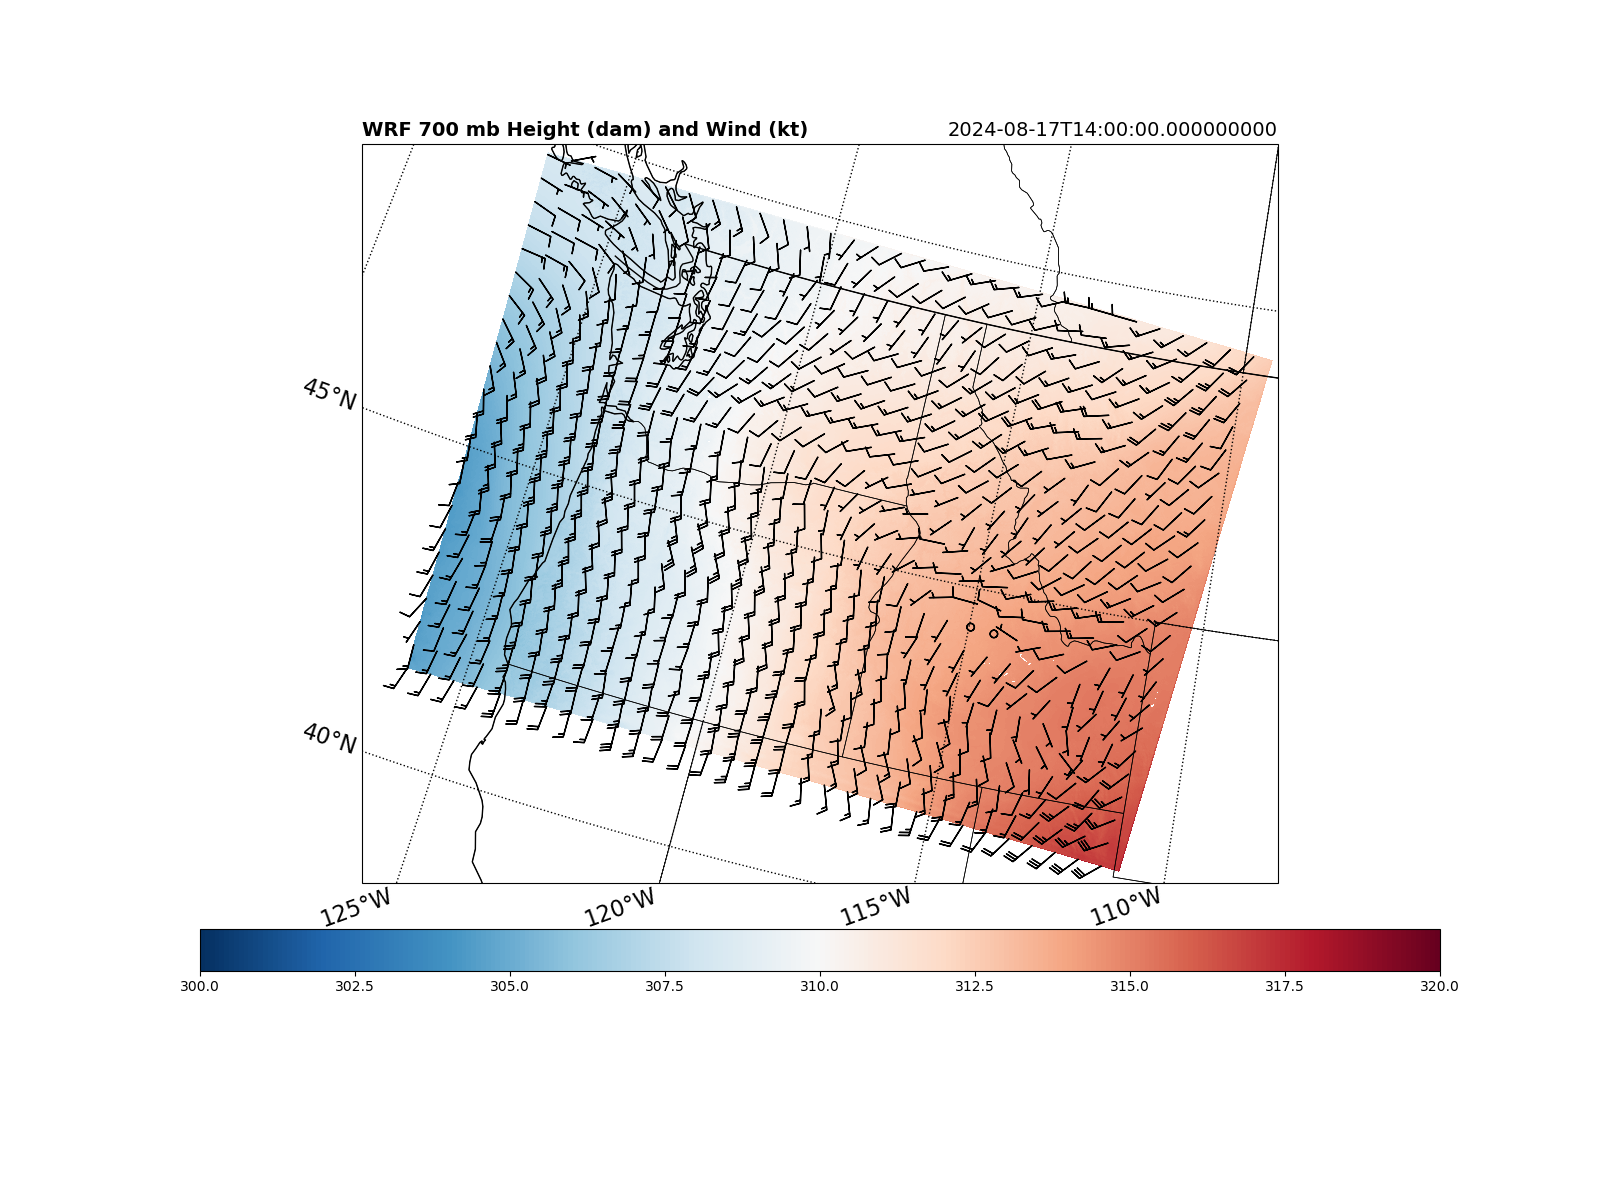 WRF 700 mb Height (dam) and Wind (kt) 2024-08-17T14:00:00.000000000
45°N
40°N
125°W 120°W 115°W 110°W
300.0 302.5 305.0 307.5 310.0 312.5 315.0 317.5 320.0